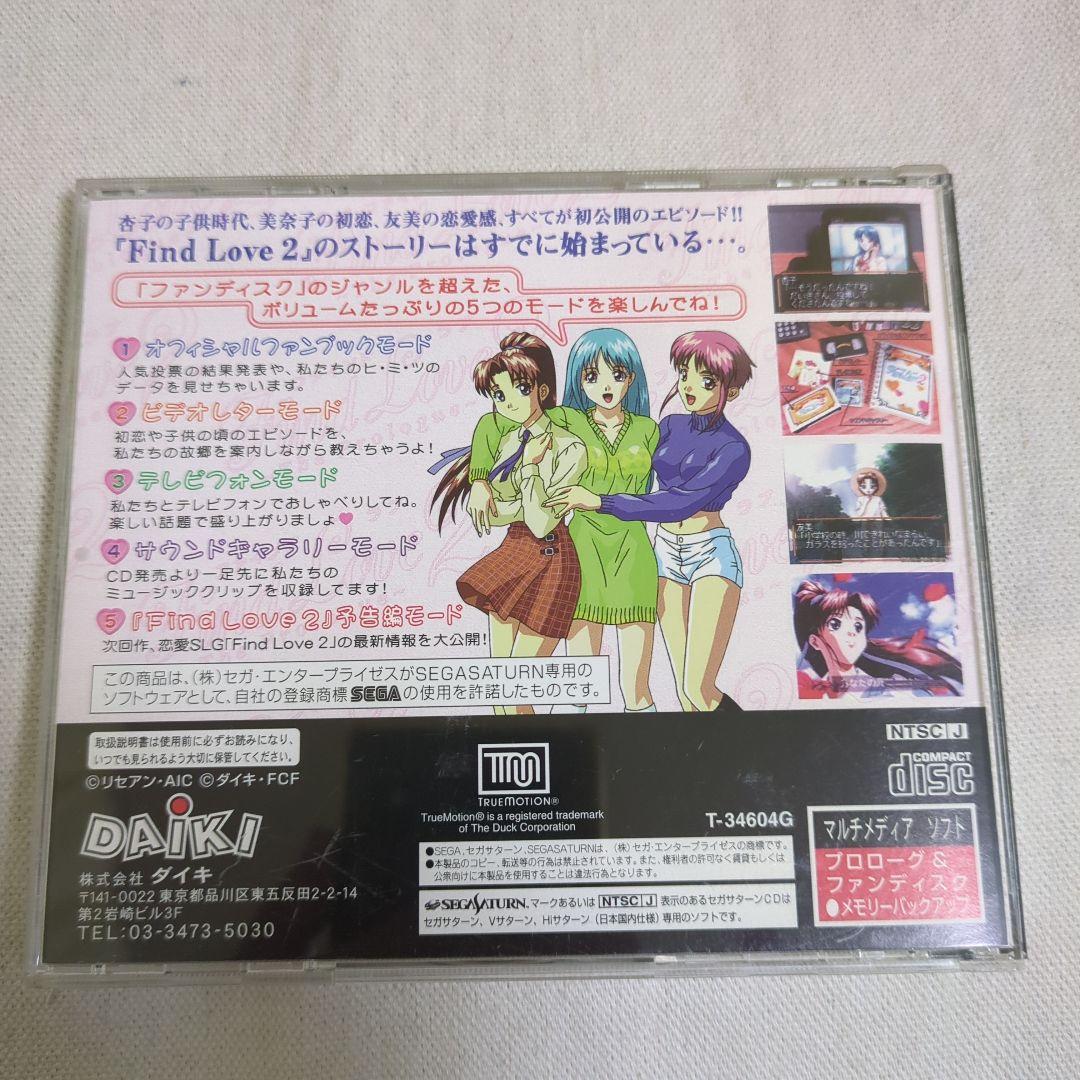 杏子の子供時代、美奈子の初恋、友美の恋愛感、すべてが初公開のエピソード!!
『Find Love 2』のストーリーはすでに始まっている･･･。
「ファンディスク」のジャンルを超えた、
ボリュームたっぷりの5つのモードを楽しんでね!
1 オフィシャルファンブックモード
人気投票の結果発表や、私たちのヒ・ミ・ツの
データを見せちゃいます。
2 ビデオレターモード
初恋や子供の頃のエピソードを、
私たちの故郷を案内しながら教えちゃうよ!
3 テレビフォンモード
私たちとテレビフォンでおしゃべりしてね。
楽しい話題で盛り上がりましょ♥
4 サウンドギャラリーモード
CD発売より一足先に私たちの
ミュージッククリップを収録してます!
5 『Find Love 2』予告編モード
次回作、恋愛SLG「Find Love 2」の最新情報を大公開!
この商品は、(株)セガ・エンタープライゼスがSEGASATURN専用の
ソフトウェアとして、自社の登録商標SEGAの使用を許諾したものです。
杏子
友美
取扱説明書は使用前に必ずお読みになり、
いつでも見られるよう大切に保管してください。
©リセアン・AIC ©ダイキ・FCF
DAiKi
株式会社 ダイキ
〒141-0022 東京都品川区東五反田2-2-14
第2岩崎ビル3F
TEL:03-3473-5030
TM
TRUEMOTION®
TrueMotion® is a registered trademark
of The Duck Corporation
T-34604G
●SEGA、セガサターン、SEGASATURNは、(株)セガ・エンタープライゼスの商標です。
●本製品のコピー、転送等の行為は禁止されています。また、権利者の許可なく賃貸もしくは
公衆向けに本製品を使用することは違法行為となります。
SEGASATURN.マークあるいは NTSC J 表示のあるセガサターンCDは
セガサターン、Vサターン、Hiサターン(日本国内仕様)専用のソフトです。
NTSC J
COMPACT
disc
マルチメディア ソフト
プロローグ&
ファンディスク
●メモリーバックアップ